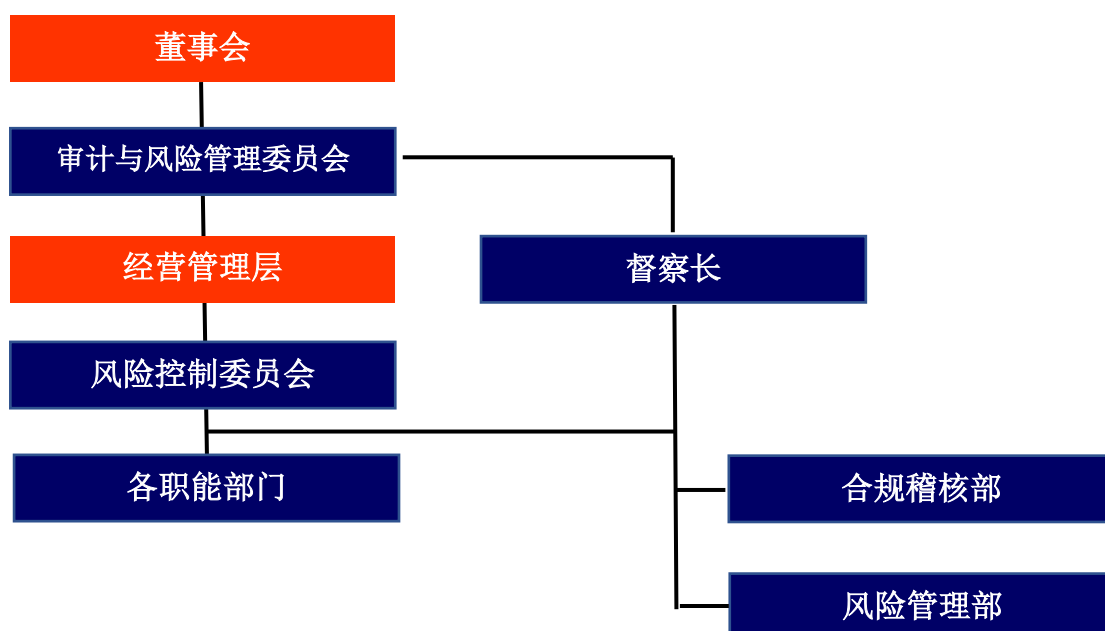 董事会
审计与风险管理委员会
经营管理层
督察长
风险控制委员会
各职能部门
合规稽核部
风险管理部